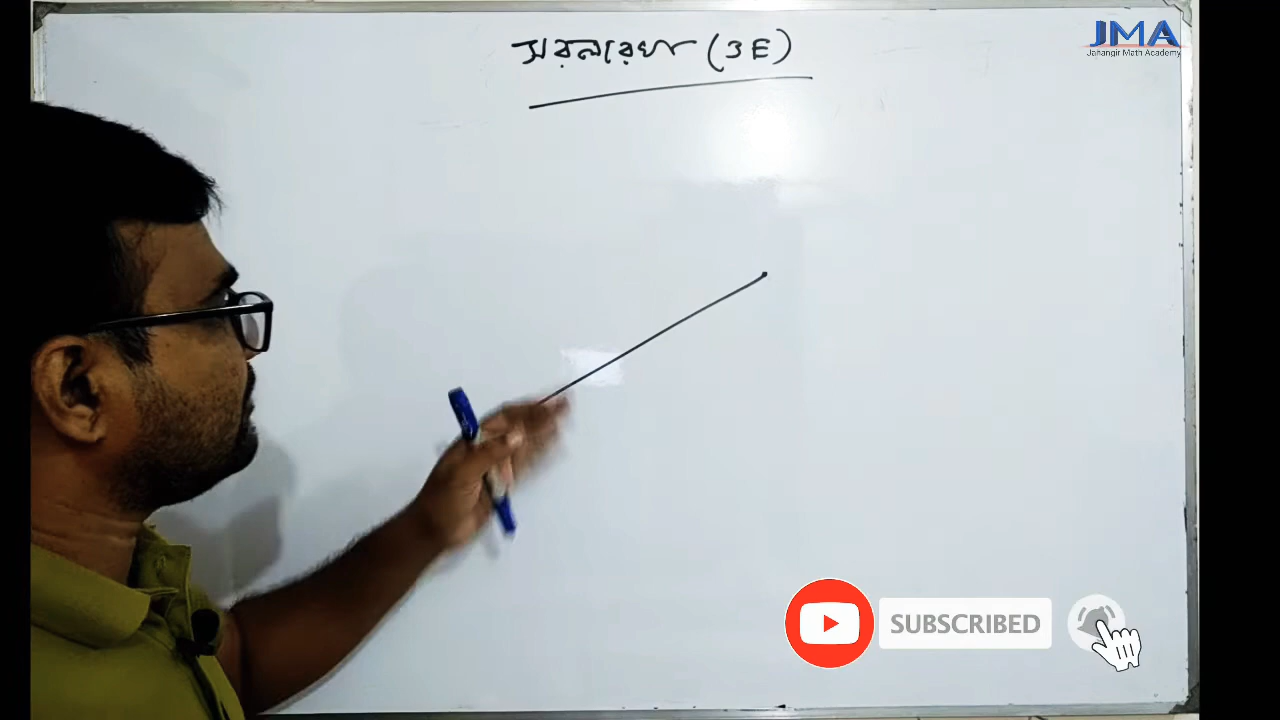 সরলরেখা (3E)
JMA
Jahangir Math Academy
SUBSCRIBED